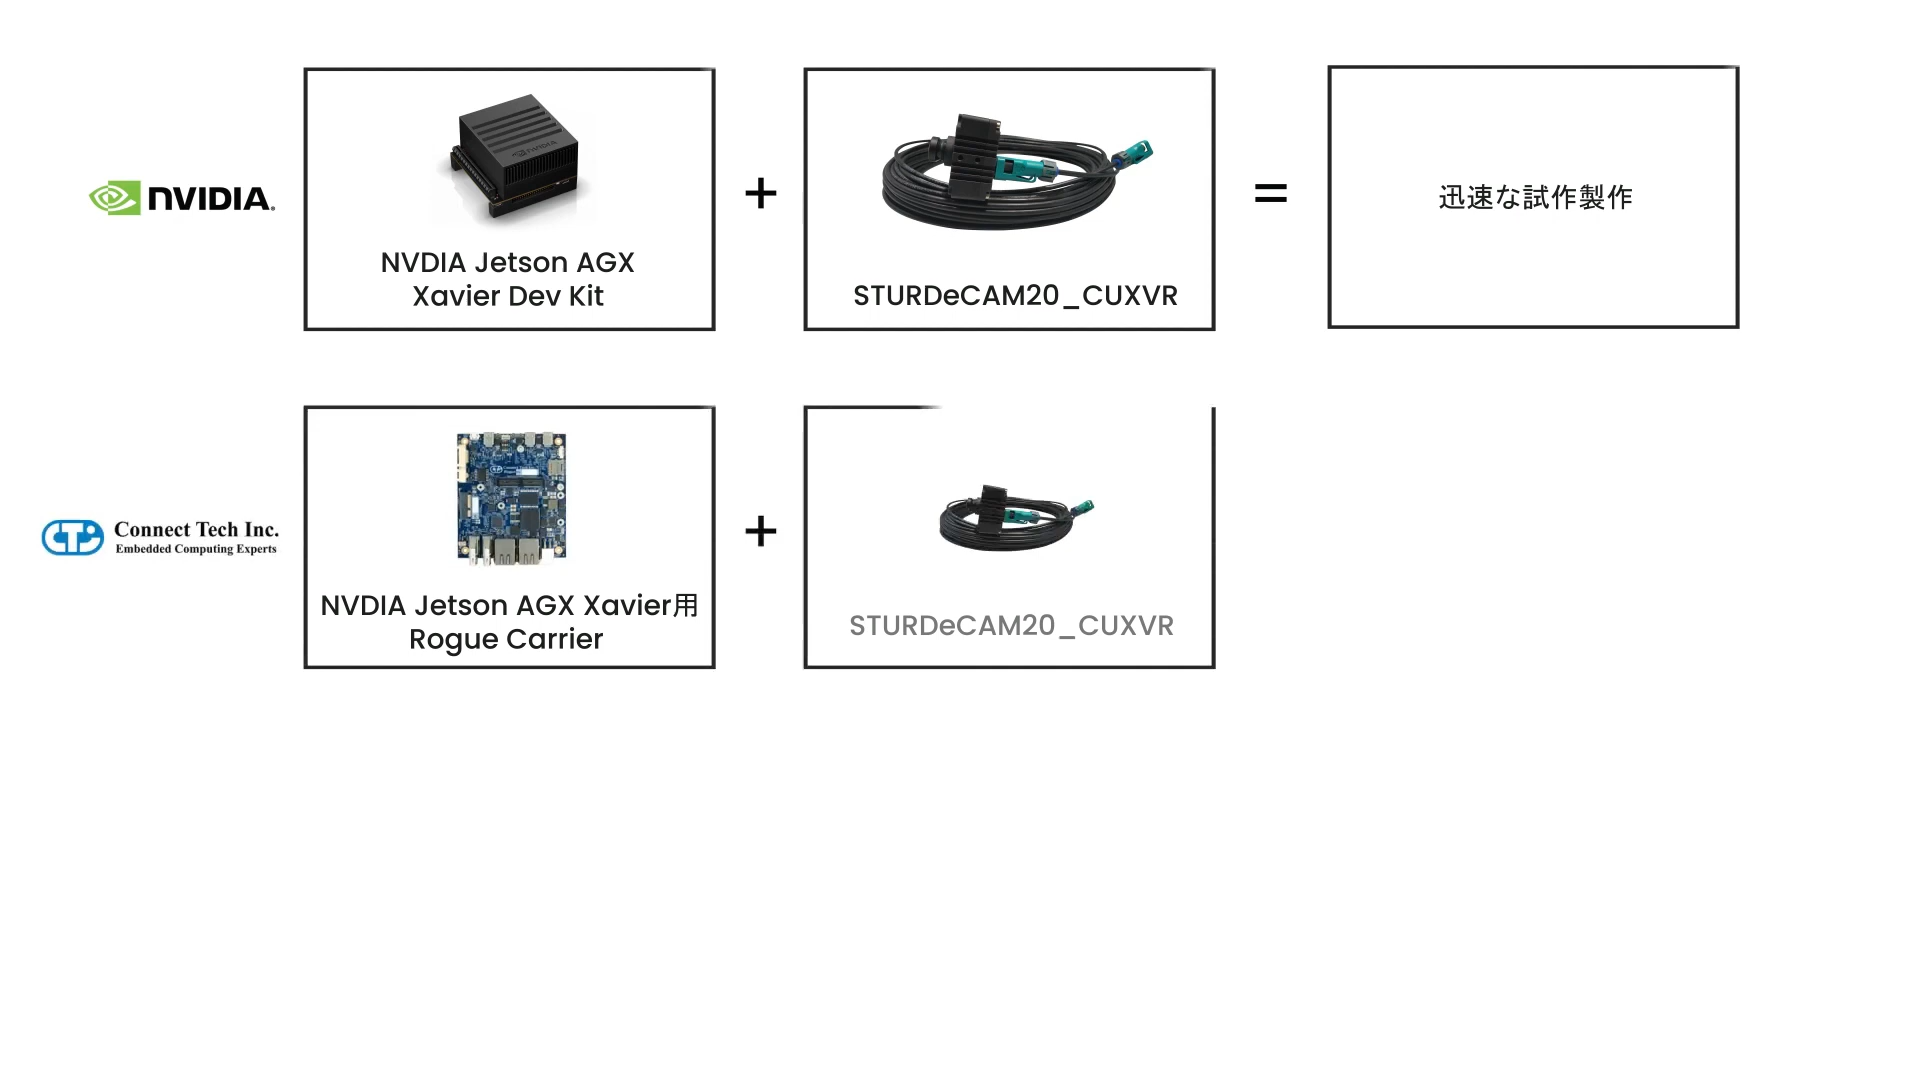 NVIDIA.
NVDIA Jetson AGX
Xavier Dev Kit
+
STURDeCAM20_CUXVR
=
迅速な試作製作
CTi
Connect Tech Inc.
Embedded Computing Experts
NVDIA Jetson AGX Xavier用
Rogue Carrier
+
STURDeCAM20_CUXVR